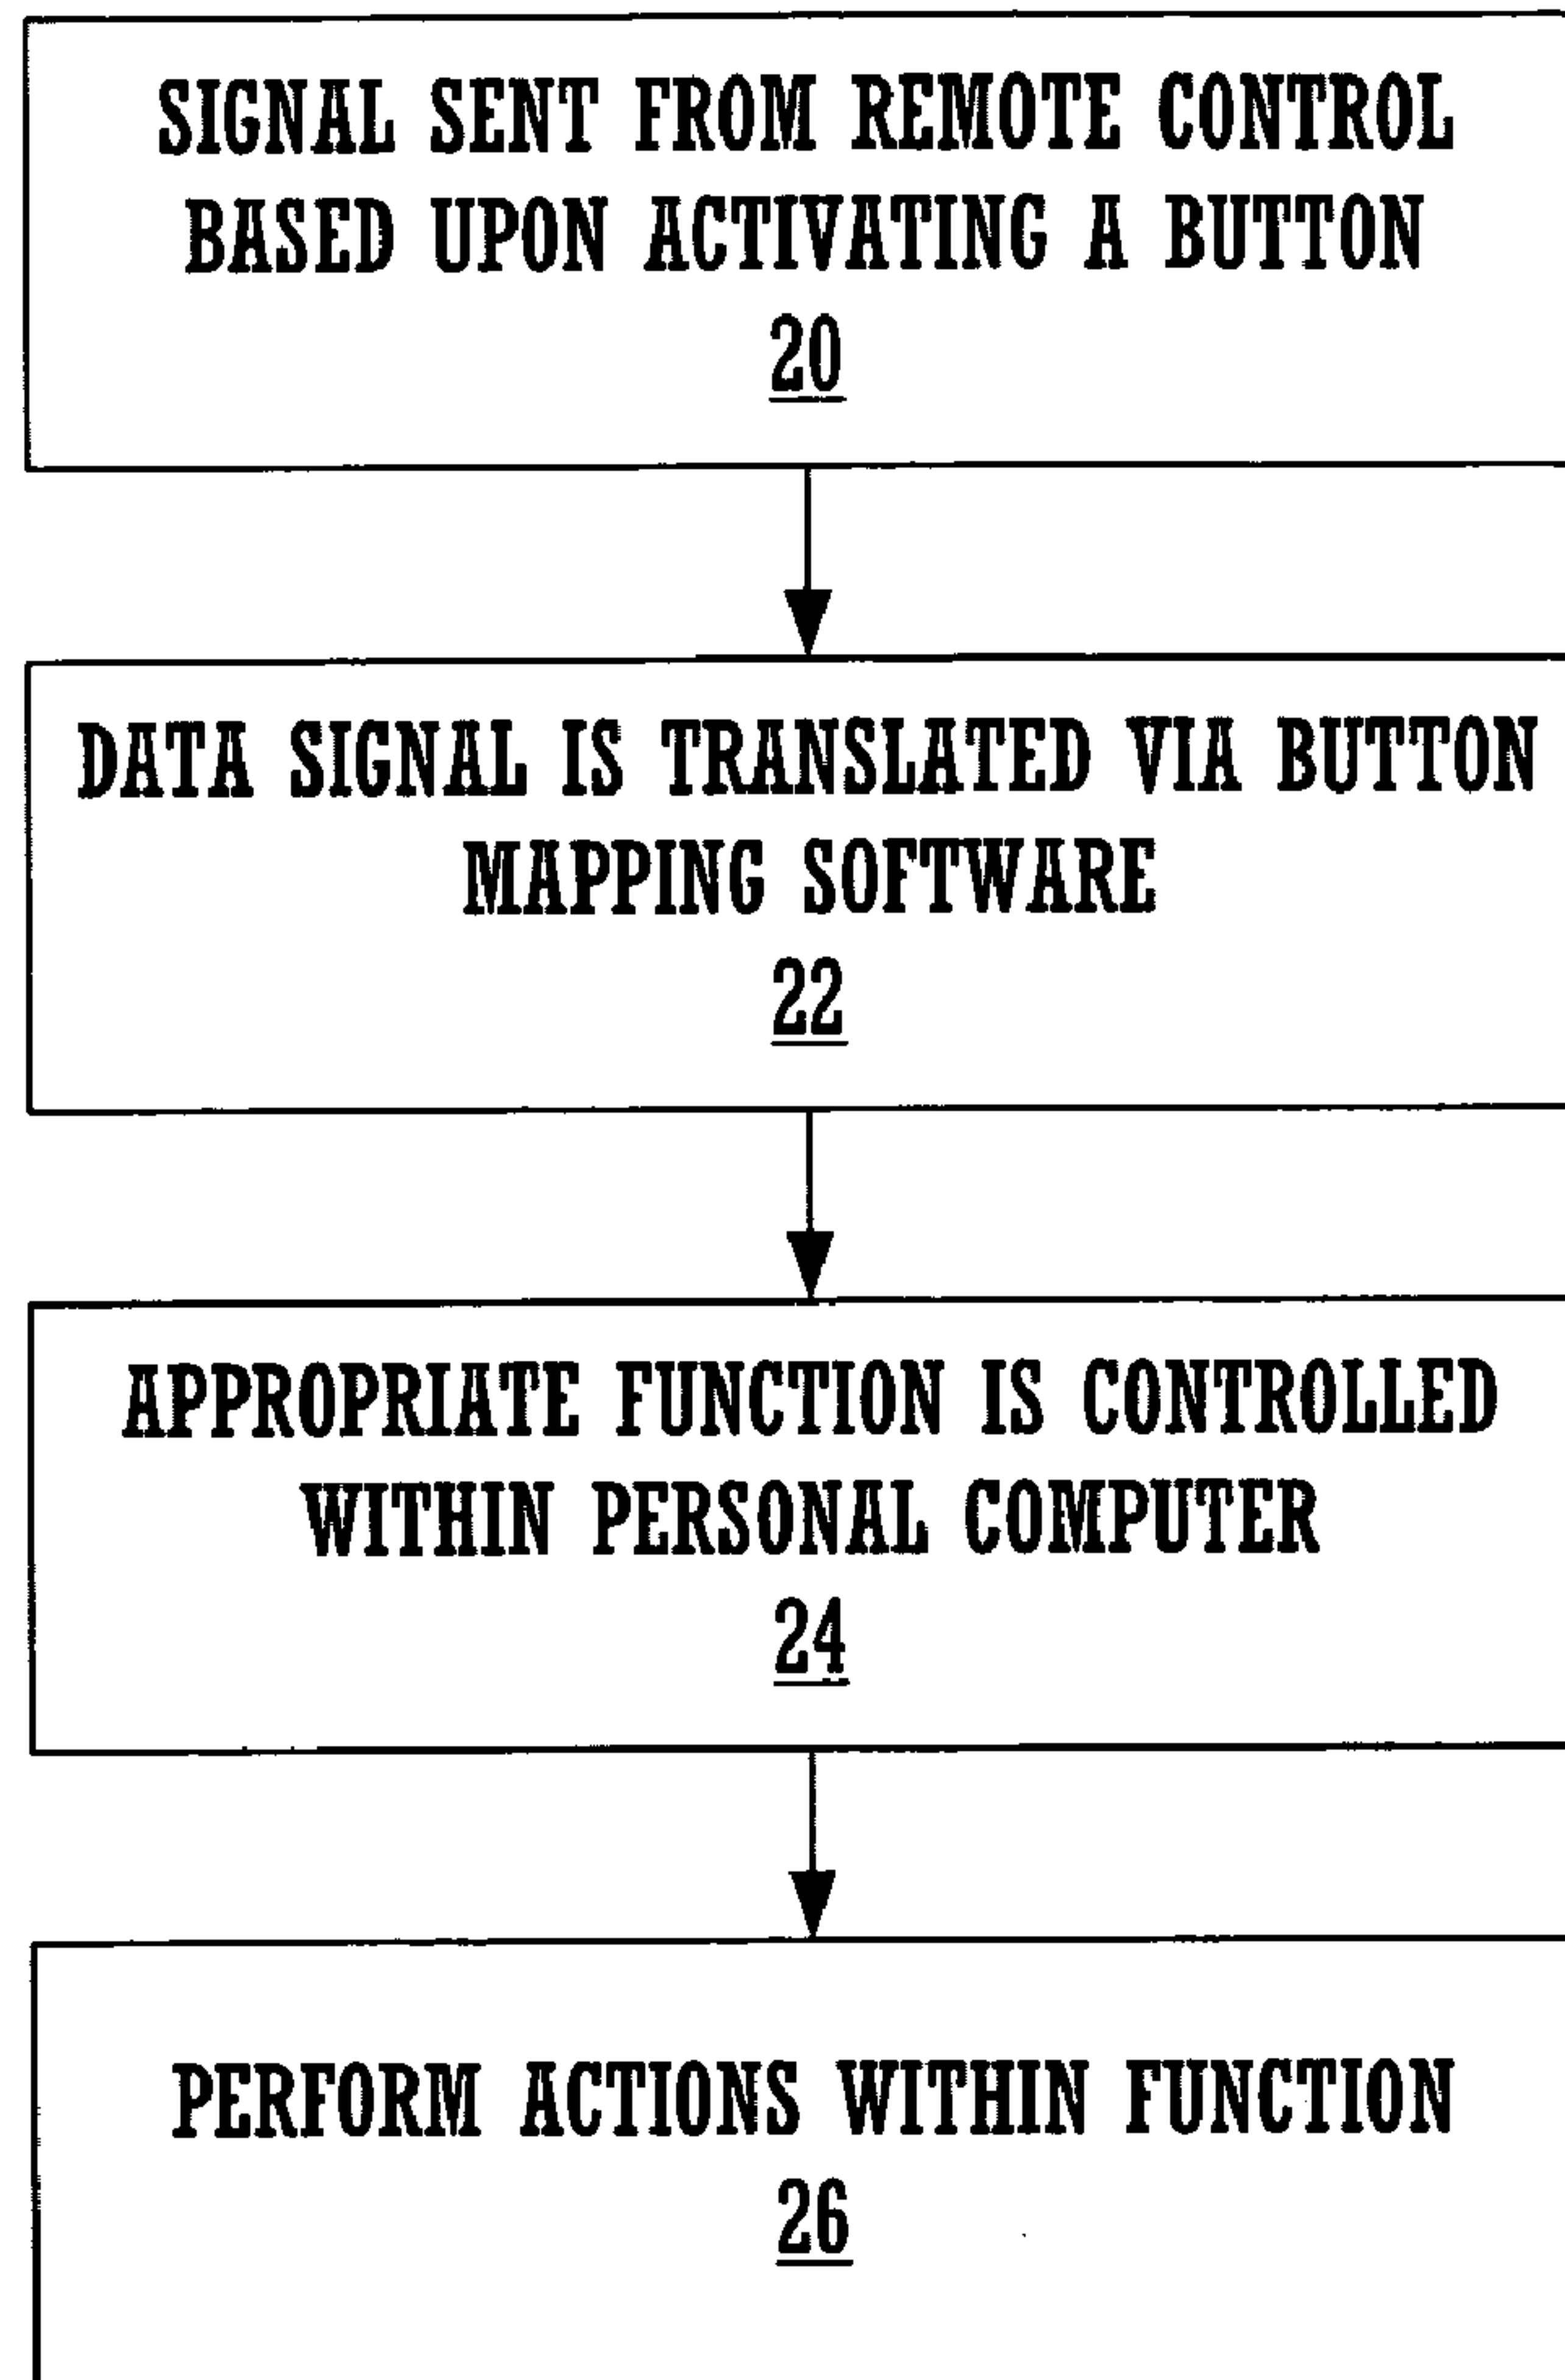 SIGNAL SENT FROM REMOTE CONTROL
BASED UPON ACTIVATING A BUTTON
20
DATA SIGNAL IS TRANSLATED VIA BUTTON
MAPPING SOFTWARE
22
APPROPRIATE FUNCTION IS CONTROLLED
WITHIN PERSONAL COMPUTER
24
PERFORM ACTIONS WITHIN FUNCTION
26